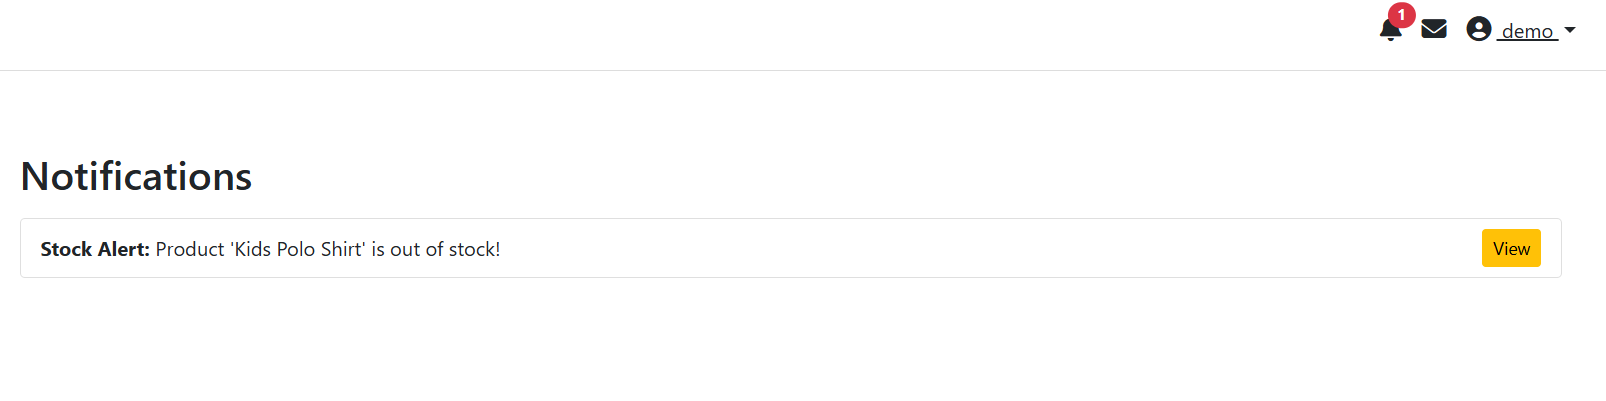 1
demo
Notifications
Stock Alert: Product 'Kids Polo Shirt' is out of stock!
View